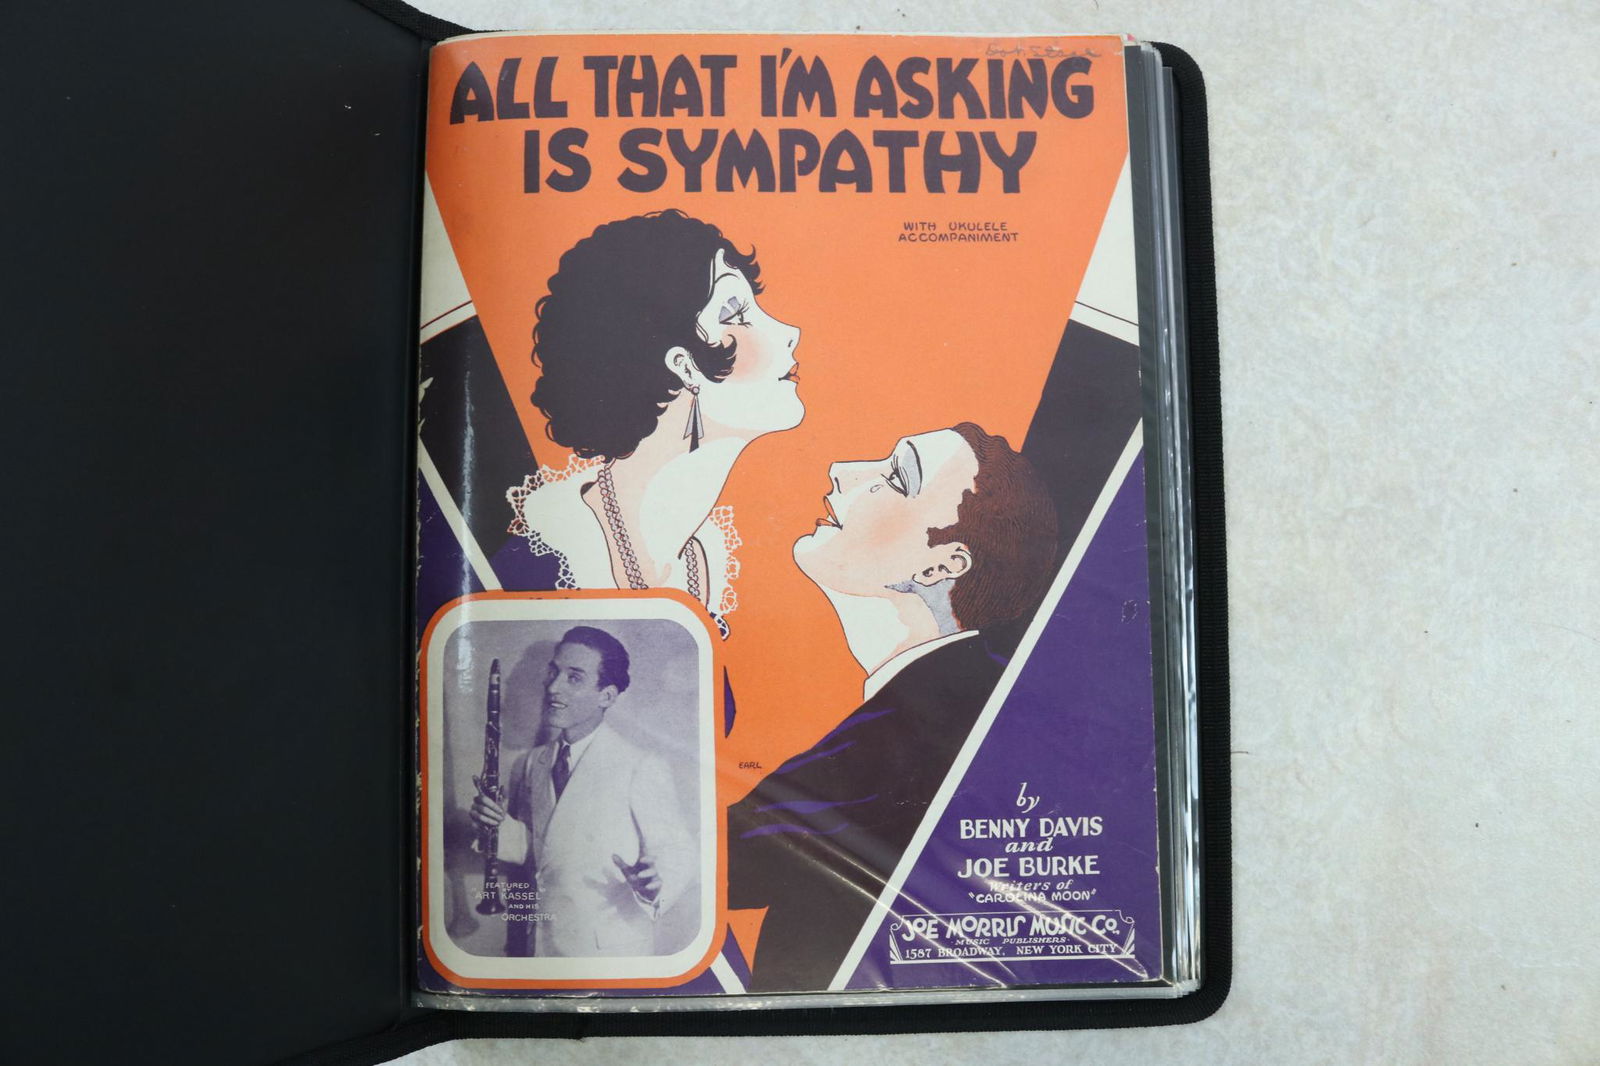 ALL THAT I'M ASKING
IS SYMPATHY
WITH UKULELE
ACCOMPANIMENT
EARL
FEATURED
BY
ART KASSEL
AND HIS
ORCHESTRA
by
BENNY DAVIS
and
JOE BURKE
Writers of
"CAROLINA MOON"
JOE MORRIS MUSIC CO.
MUSIC PUBLISHERS
1587 BROADWAY, NEW YORK CITY